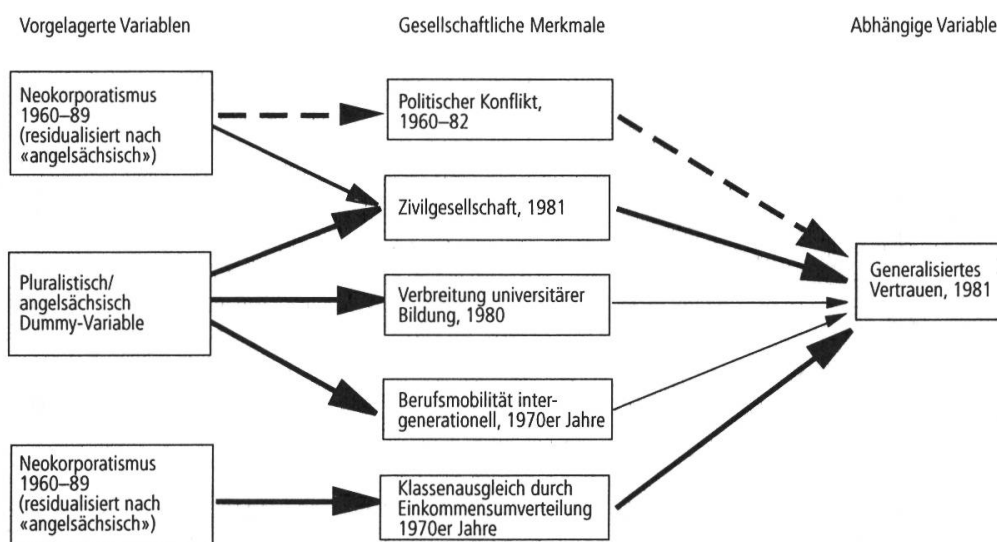 Vorgelagerte Variablen
Gesellschaftliche Merkmale
Abhängige Variable
Neokorporatismus
1960–89
(residualisiert nach
«angelsächsisch»)
Politischer Konflikt,
1960–82
Zivilgesellschaft, 1981
Pluralistisch/
angelsächsisch
Dummy-Variable
Verbreitung universitärer
Bildung, 1980
Generalisiertes
Vertrauen, 1981
Berufsmobilität inter-
generationell, 1970er Jahre
Neokorporatismus
1960–89
(residualisiert nach
«angelsächsisch»)
Klassenausgleich durch
Einkommensumverteilung
1970er Jahre